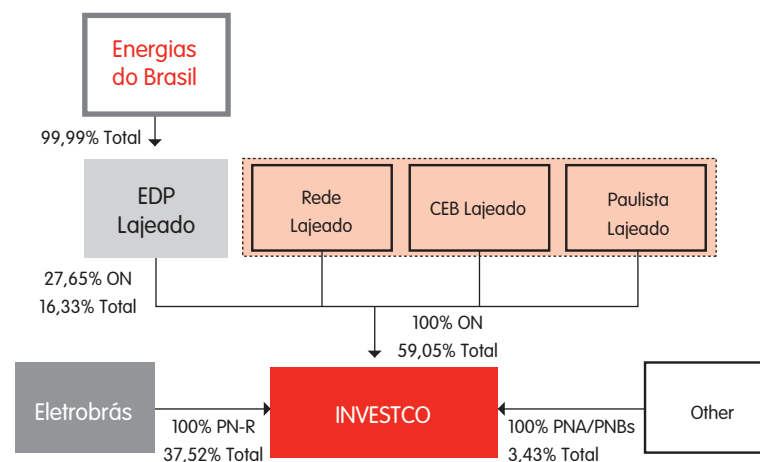 Energias
do Brasil
99,99% Total
EDP
Lajeado
Rede
Lajeado
CEB Lajeado
Paulista
Lajeado
27,65% ON
16,33% Total
100% ON
59,05% Total
Eletrobrás
100% PN-R
37,52% Total
INVESTCO
100% PNA/PNBs
3,43% Total
Other